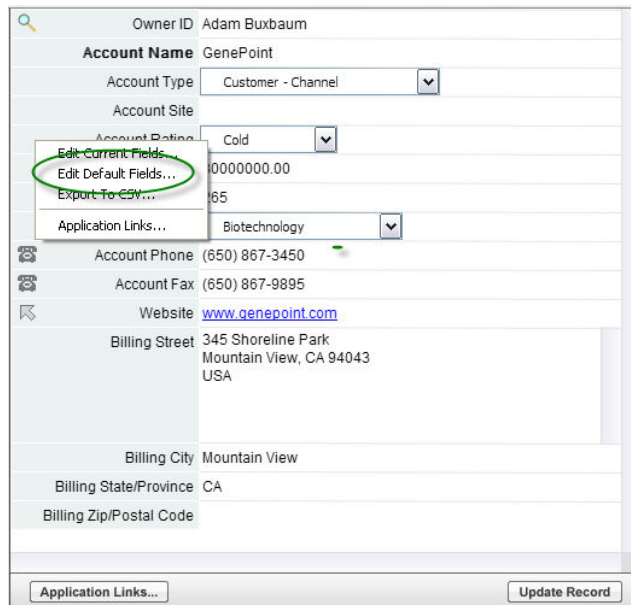 Owner ID Adam Buxbaum
Account Name GenePoint
Account Type Customer - Channel
Account Site
Account Rating Cold
Edit Current Fields...
Edit Default Fields... 30000000.00
Export To CSV... 265
Application Links... Biotechnology
Account Phone (650) 867-3450
Account Fax (650) 867-9895
Website www.genepoint.com
Billing Street 345 Shoreline Park
Mountain View, CA 94043
USA
Billing City Mountain View
Billing State/Province CA
Billing Zip/Postal Code
Application Links... Update Record